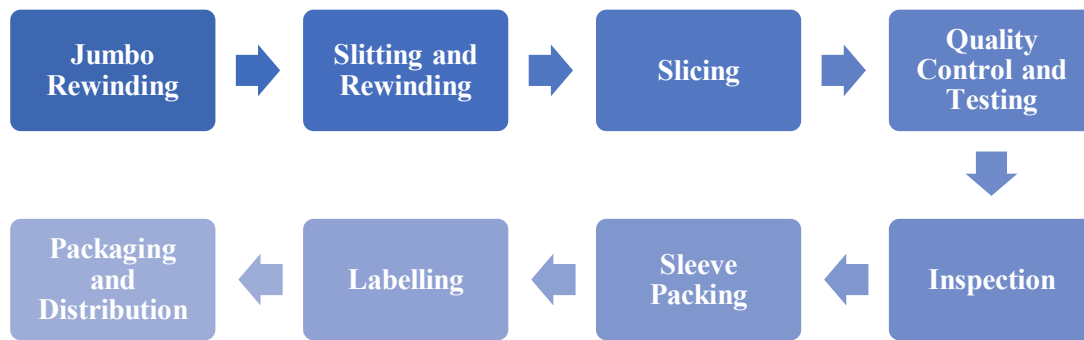 Jumbo
Rewinding
Slitting and
Rewinding
Slicing
Quality
Control and
Testing
Inspection
Sleeve
Packing
Labelling
Packaging
and
Distribution